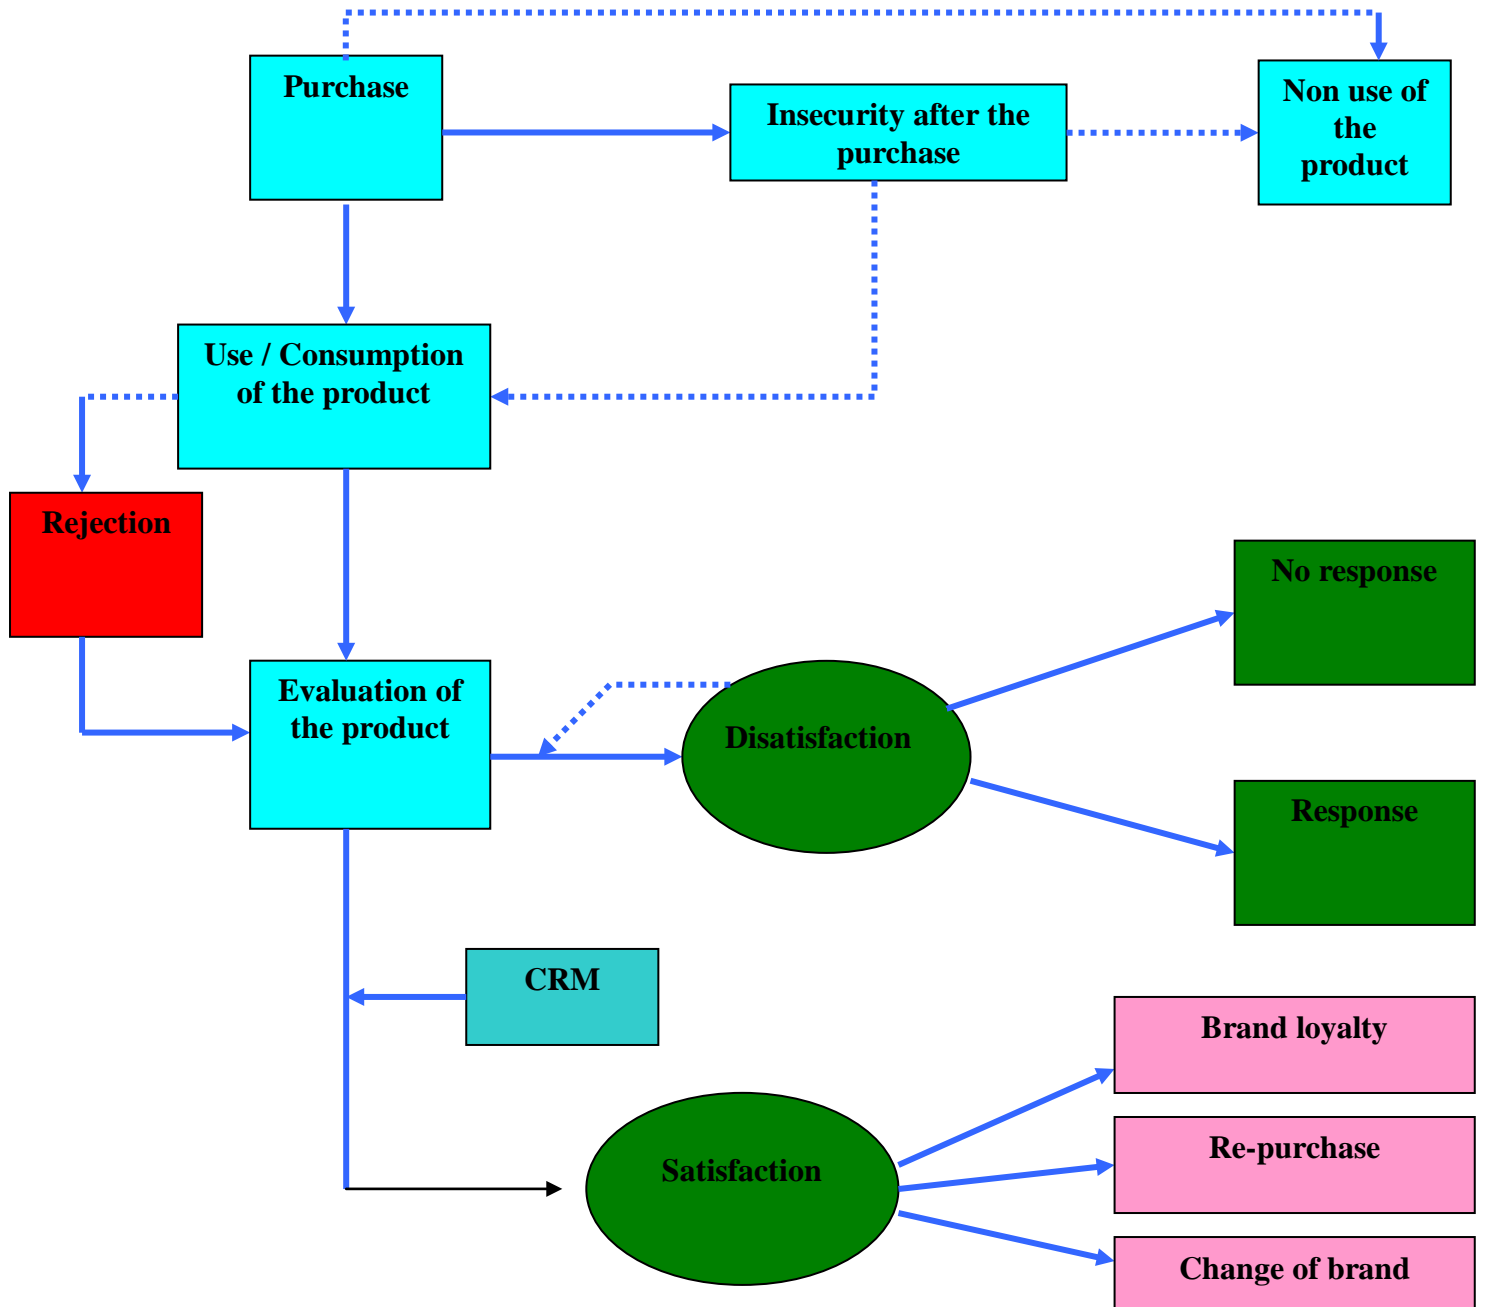 Purchase
Insecurity after the
purchase
Non use of
the
product
Use / Consumption
of the product
Rejection
No response
Evaluation of
the product
Disatisfaction
Response
CRM
Brand loyalty
Re-purchase
Satisfaction
Change of brand